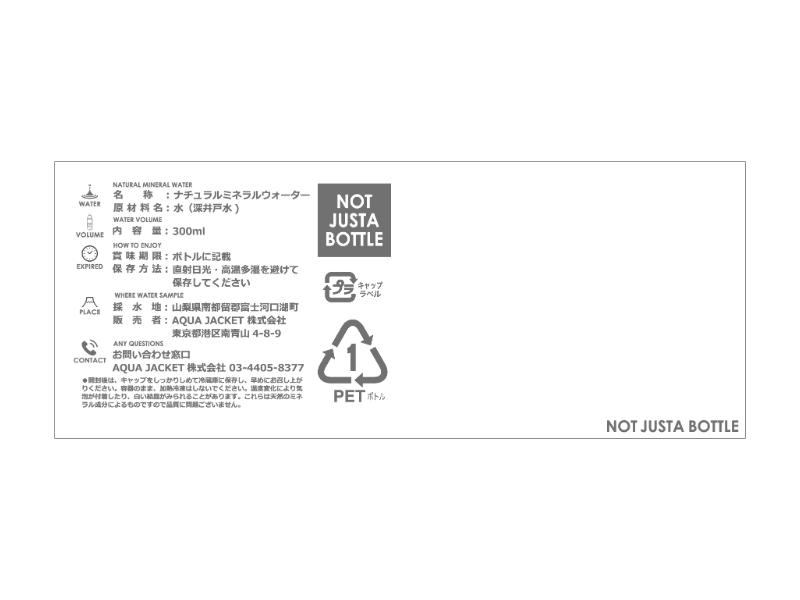 WATER
NATURAL MINERAL WATER
名　称：ナチュラルミネラルウォーター
原材料名：水（深井戸水）
VOLUME
WATER VOLUME
内容量：300ml
EXPIRED
HOW TO ENJOY
賞味期限：ボトルに記載
保存方法：直射日光・高温多湿を避けて
保存してください
PLACE
WHERE WATER SAMPLE
採水地：山梨県南都留郡富士河口湖町
販売者：AQUA JACKET 株式会社
東京都港区南青山 4-8-9
CONTACT
ANY QUESTIONS
お問い合わせ窓口
AQUA JACKET 株式会社 03-4405-8377
●開封後は、キャップをしっかりしめて冷蔵庫に保存し、早めにお召し上が
りください。容器のまま、加熱冷凍はしないでください。温度変化により気
泡が付着したり、白い結晶がみられることがあります。これらは天然のミネ
ラル成分によるものですので品質に問題ございません。
NOT
JUSTA
BOTTLE
プラ
キャップ
ラベル
1
PET ボトル
NOT JUSTA BOTTLE